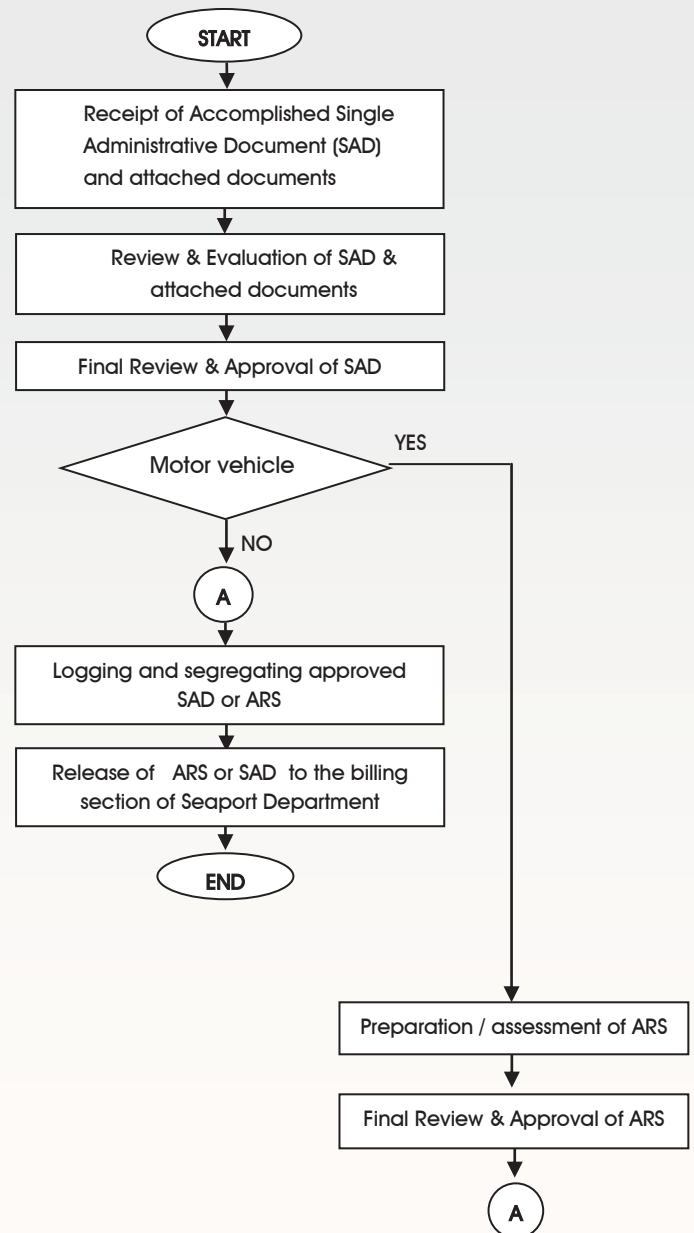 START
Receipt of Accomplished Single
Administrative Document (SAD)
and attached documents
Review & Evaluation of SAD &
attached documents
Final Review & Approval of SAD
Motor vehicle
YES
NO
A
Logging and segregating approved
SAD or ARS
Release of ARS or SAD to the billing
section of Seaport Department
END
Preparation / assessment of ARS
Final Review & Approval of ARS
A